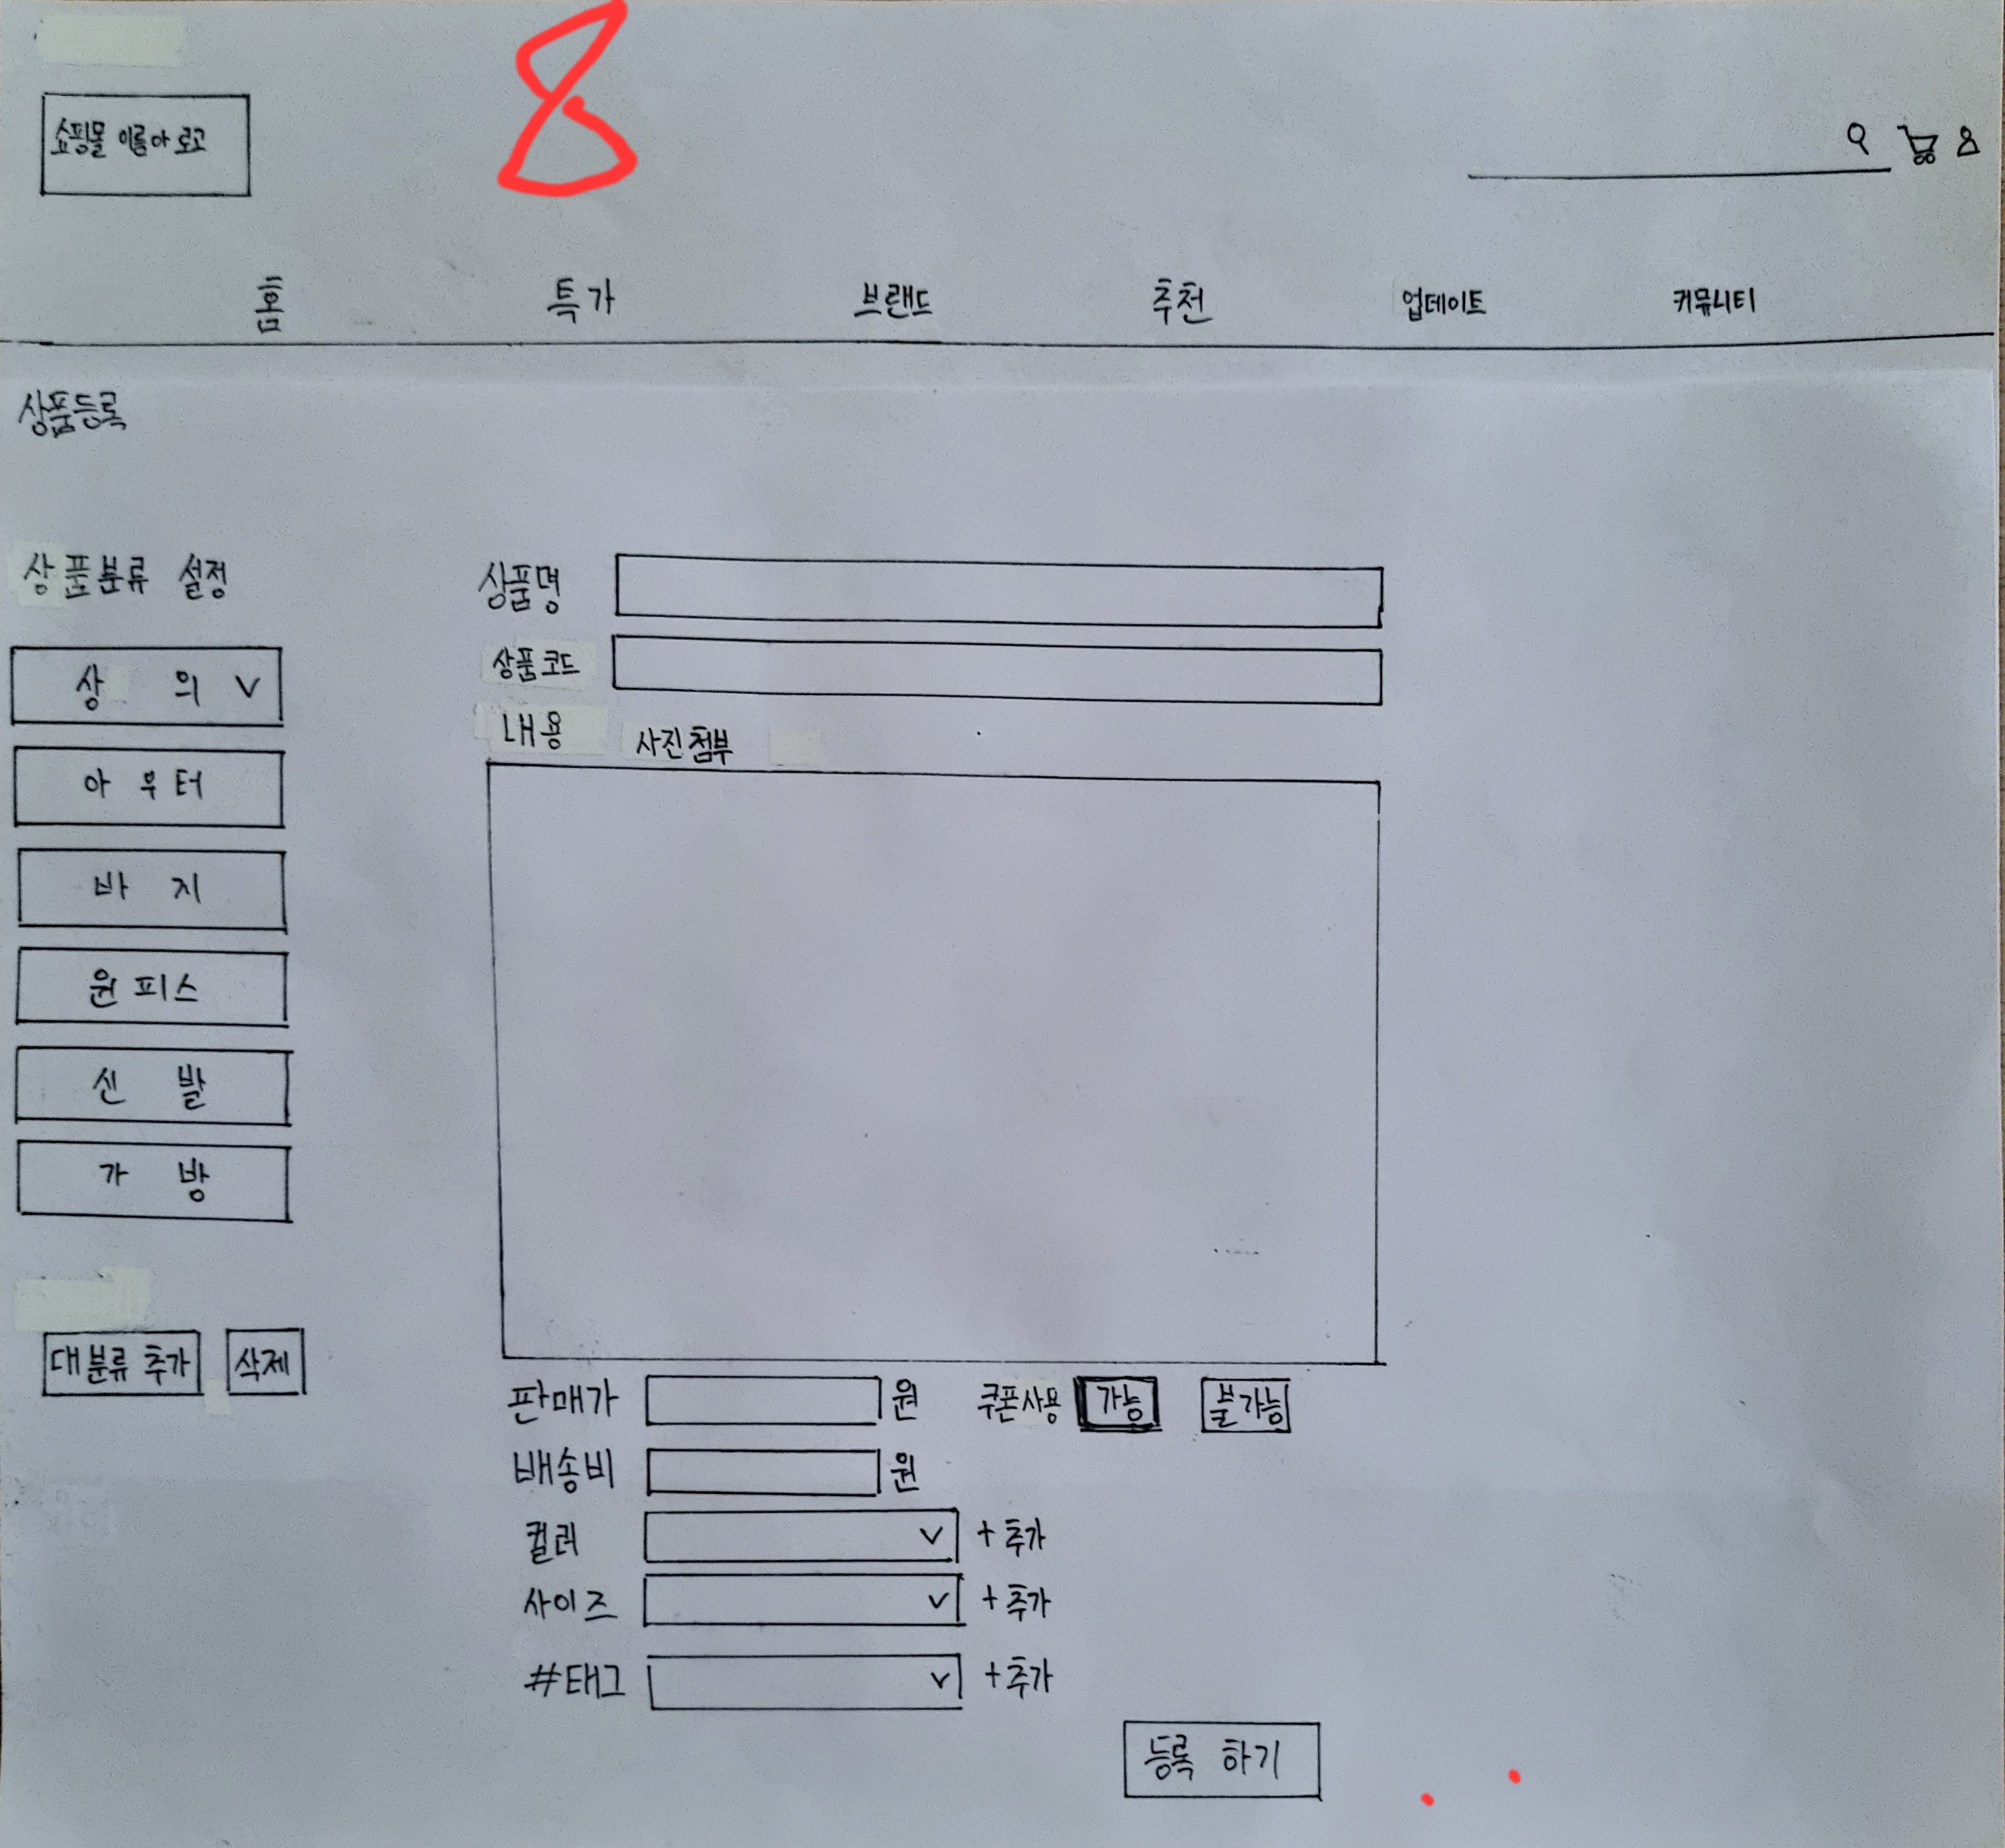 8
쇼핑몰 이름아 로고
홈 특가 브랜드 추천 업데이트 커뮤니티
상품등록
상품분류 설정
상의 V
아우터
바지
원피스
신발
가방
대분류 추가 삭제
상품명
상품코드
내용 사진첨부
판매가 원 쿠폰사용 가능 불가능
배송비 원
컬러 V +추가
사이즈 V +추가
#태그 V +추가
등록 하기